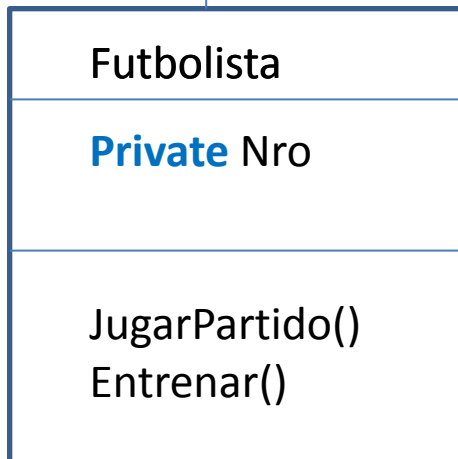 Futbolista
Private Nro
JugarPartido()
Entrenar()